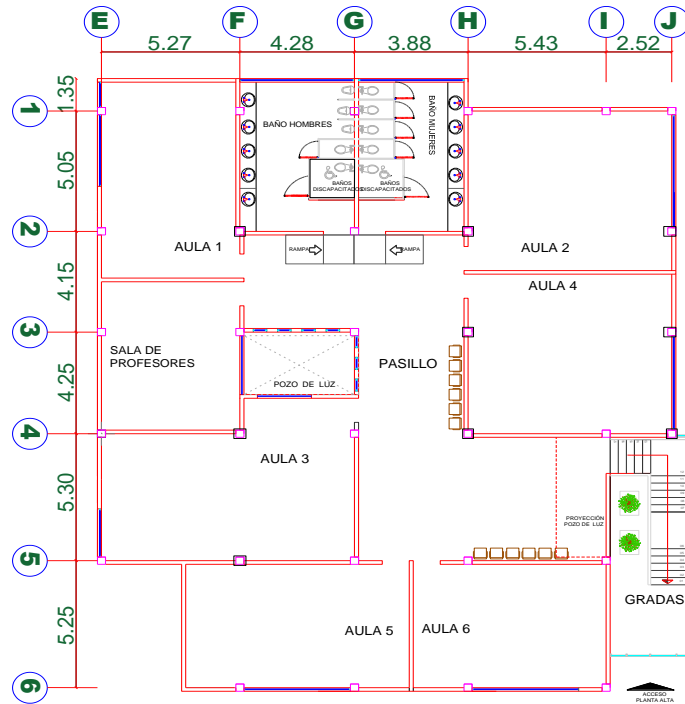 E F G H I J
5.27 4.28 3.88 5.43 2.52
1.35
1
5.05
2
4.15
3
4.25
4
5.30
5
5.25
6
BAÑO HOMBRES
BAÑO MUJERES
BAÑOS
DISCAPACITADOS
BAÑOS
DISCAPACITADOS
AULA 1
RAMPA
RAMPA
AULA 2
AULA 4
SALA DE
PROFESORES
POZO DE LUZ
PASILLO
AULA 3
PROYECCIÓN
POZO DE LUZ
GRADAS
AULA 5
AULA 6
ACCESO
PLANTA ALTA